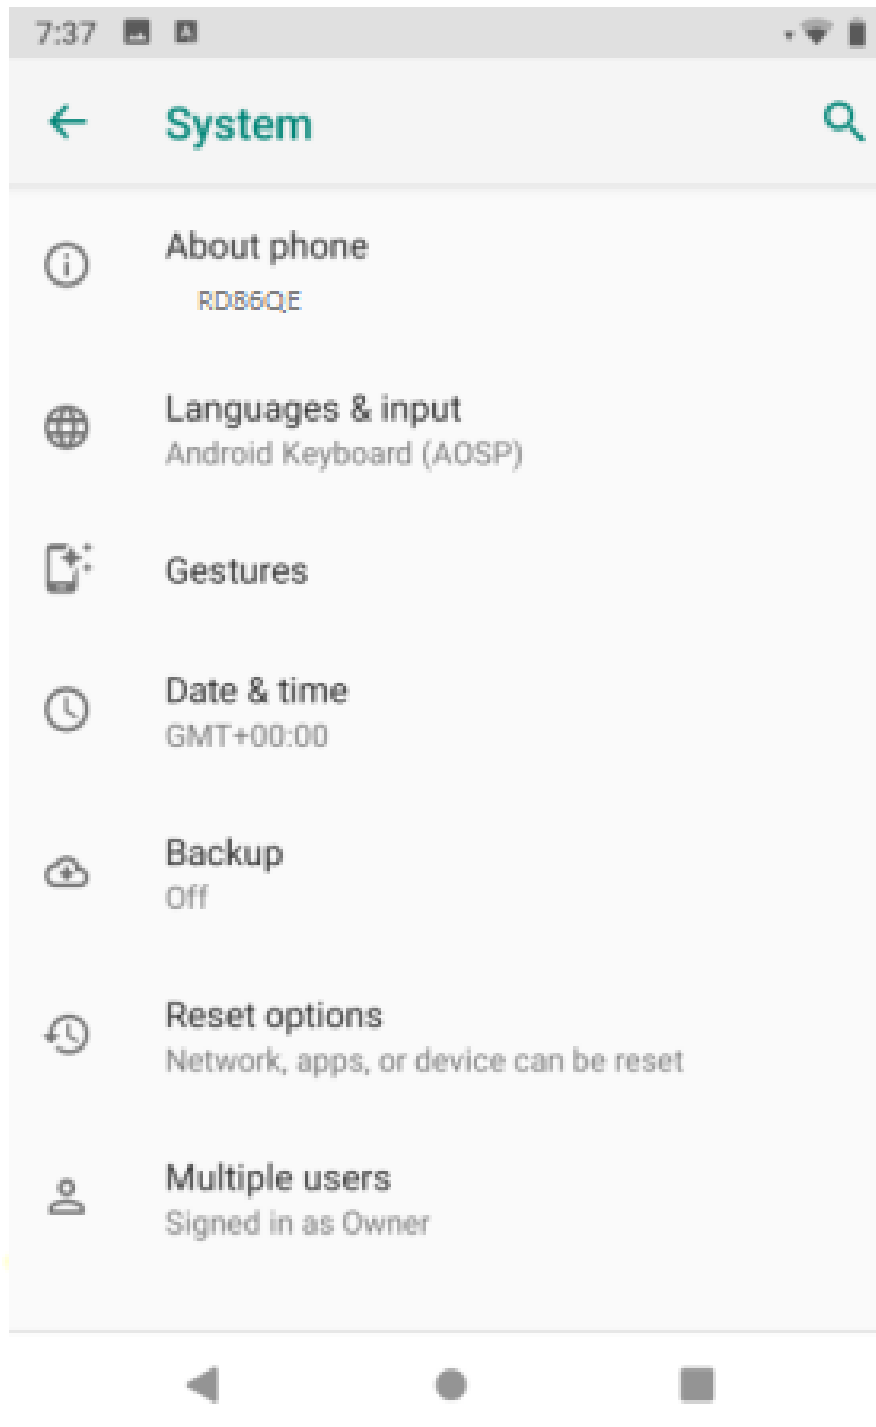 7:37
System
About phone
RD86QE
Languages & input
Android Keyboard (AOSP)
Gestures
Date & time
GMT+00:00
Backup
Off
Reset options
Network, apps, or device can be reset
Multiple users
Signed in as Owner